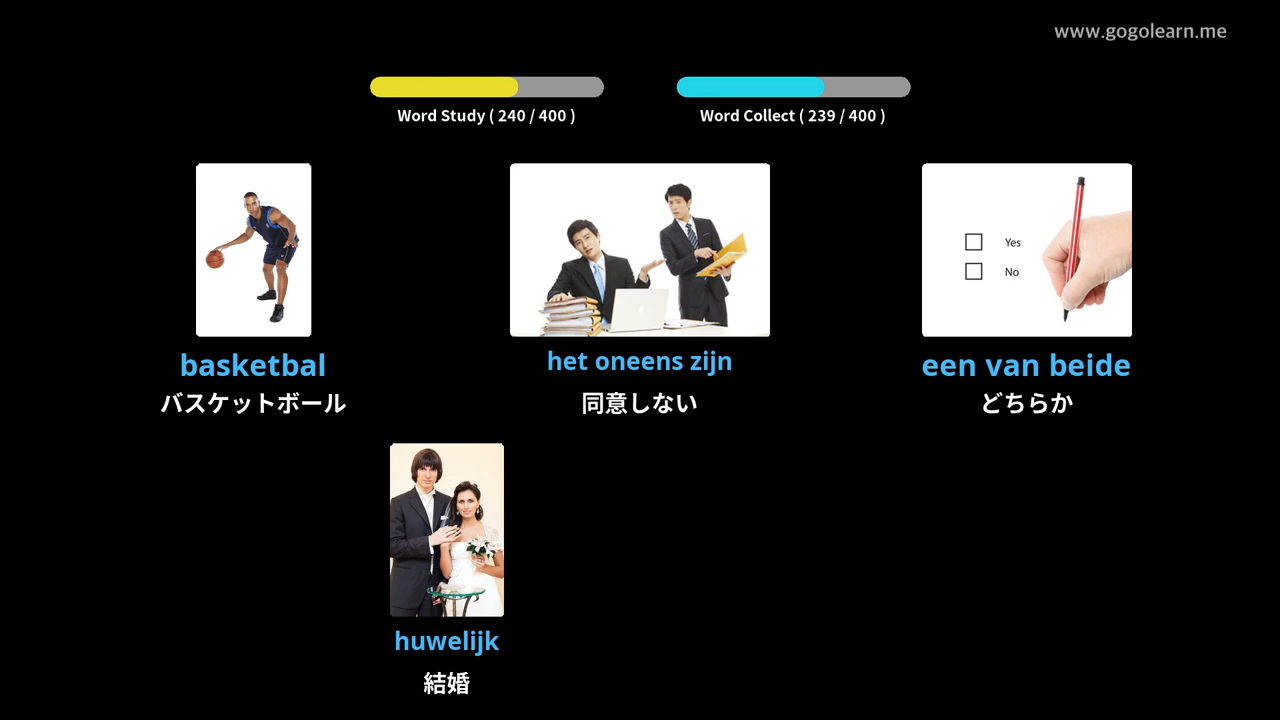 www.gogolearn.me
Word Study ( 240 / 400 )
Word Collect ( 239 / 400 )
Yes
No
basketbal
het oneens zijn
een van beide
バスケットボール
同意しない
どちらか
huwelijk
結婚